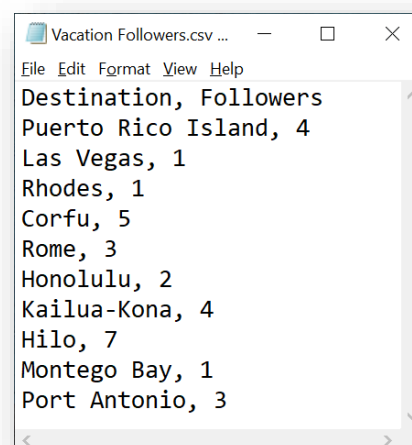 Vacation Followers.csv ...
File Edit Format View Help
Destination, Followers
Puerto Rico Island, 4
Las Vegas, 1
Rhodes, 1
Corfu, 5
Rome, 3
Honolulu, 2
Kailua-Kona, 4
Hilo, 7
Montego Bay, 1
Port Antonio, 3